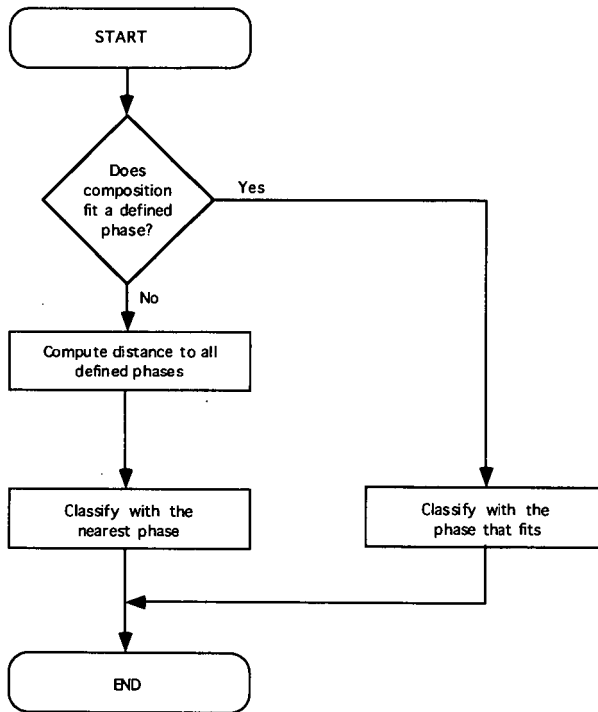 START
Does
composition
fit a defined
phase?
Yes
No
Compute distance to all
defined phases
Classify with the
nearest phase
Classify with the
phase that fits
END